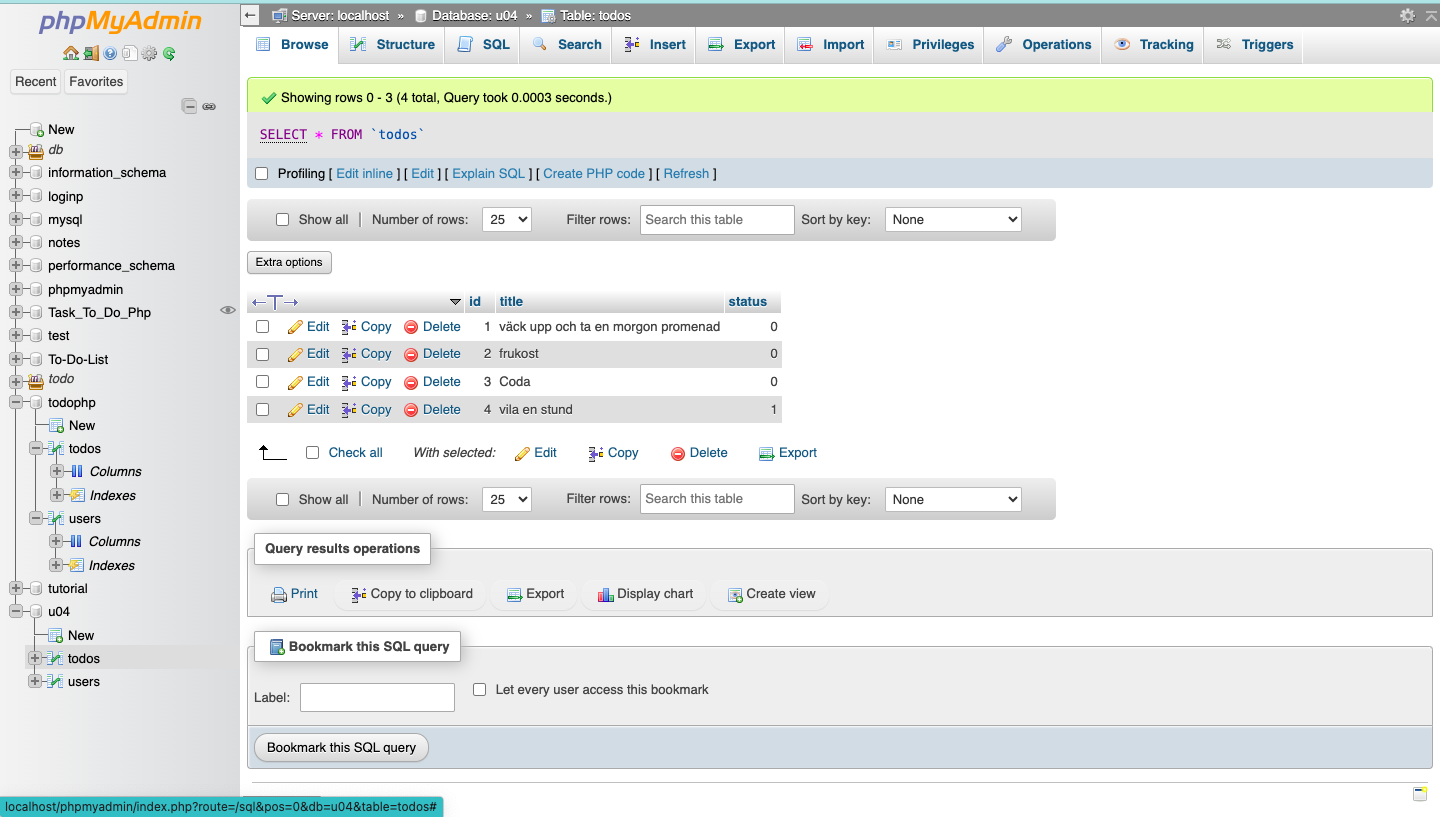 phpMyAdmin
Recent Favorites
New
db
information_schema
loginp
mysql
notes
performance_schema
phpmyadmin
Task_To_Do_Php
test
To-Do-List
todo
todophp
New
todos
Columns
Indexes
users
Columns
Indexes
tutorial
u04
New
todos
users
Server: localhost » Database: u04 » Table: todos
Browse Structure SQL Search Insert Export Import Privileges Operations Tracking Triggers
Showing rows 0 - 3 (4 total, Query took 0.0003 seconds.)
SELECT * FROM `todos`
Profiling [ Edit inline ] [ Edit ] [ Explain SQL ] [ Create PHP code ] [ Refresh ]
Show all | Number of rows: 25 Filter rows: Search this table Sort by key: None
Extra options
←T→ id title status
Edit Copy Delete 1 väck upp och ta en morgon promenad 0
Edit Copy Delete 2 frukost 0
Edit Copy Delete 3 Coda 0
Edit Copy Delete 4 vila en stund 1
Check all With selected: Edit Copy Delete Export
Show all | Number of rows: 25 Filter rows: Search this table Sort by key: None
Query results operations
Print Copy to clipboard Export Display chart Create view
Bookmark this SQL query
Label: Let every user access this bookmark
Bookmark this SQL query
localhost/phpmyadmin/index.php?route=/sql&pos=0&db=u04&table=todos#